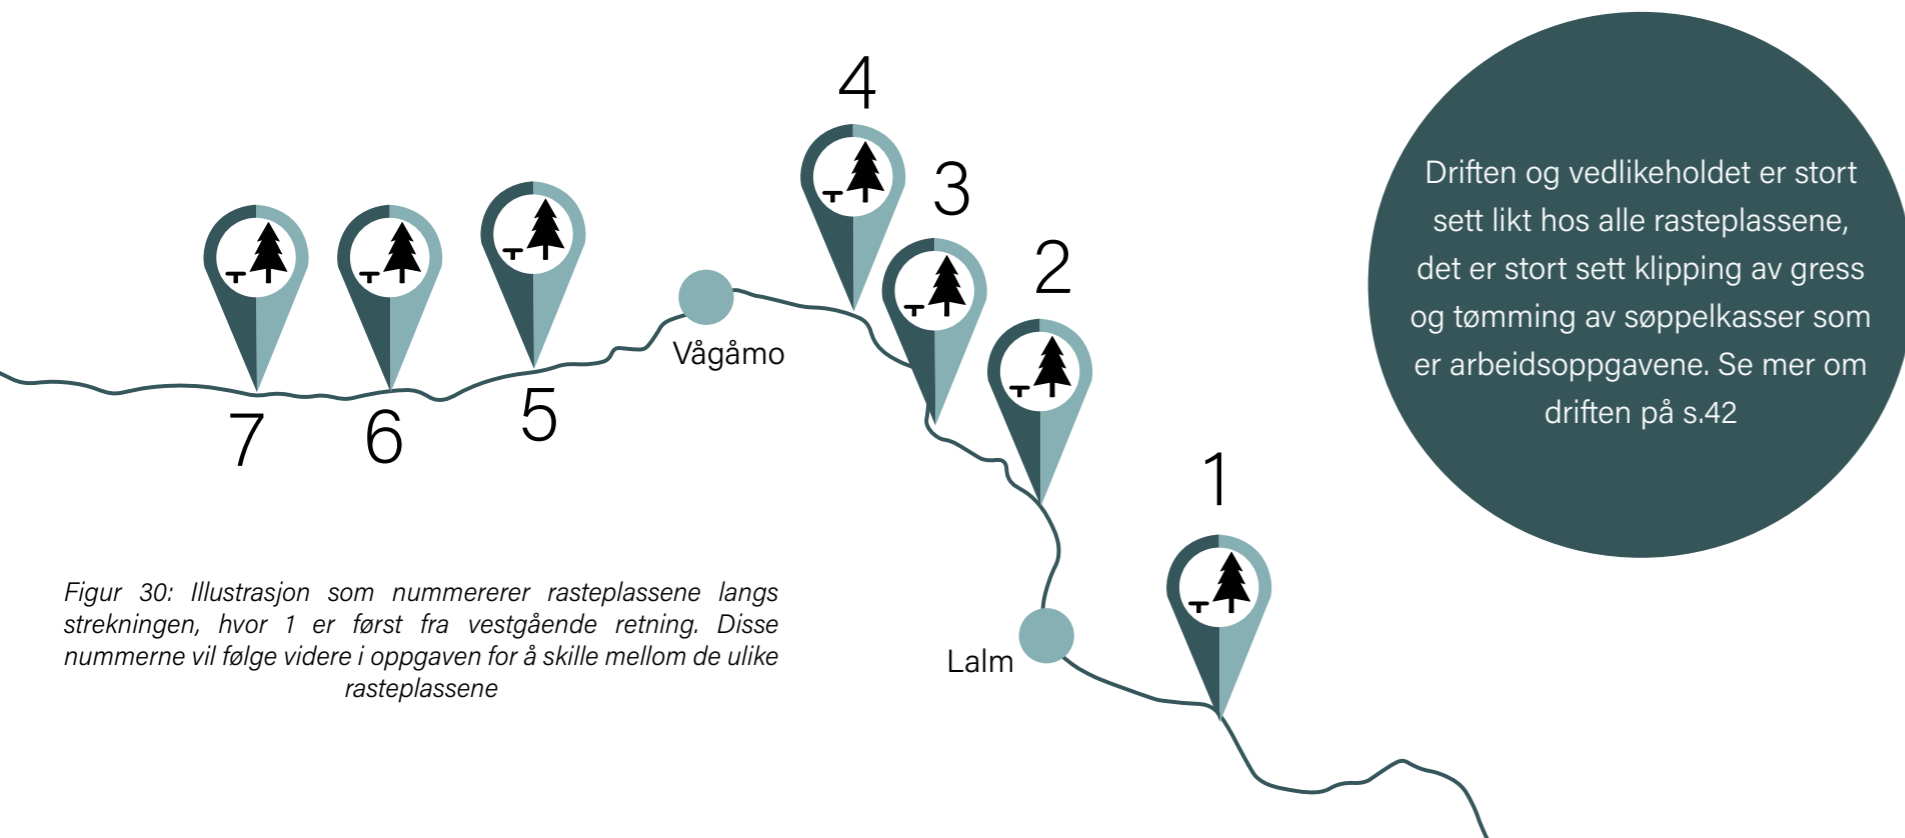 4
3
2
1
7
6
5
Vågåmo
Lalm
Driften og vedlikeholdet er stort
sett likt hos alle rasteplassene,
det er stort sett klipping av gress
og tømming av søppelkasser som
er arbeidsoppgavene. Se mer om
driften på s.42
Figur 30: Illustrasjon som nummererer rasteplassene langs
strekningen, hvor 1 er først fra vestgående retning. Disse
nummerne vil følge videre i oppgaven for å skille mellom de ulike
rasteplassene